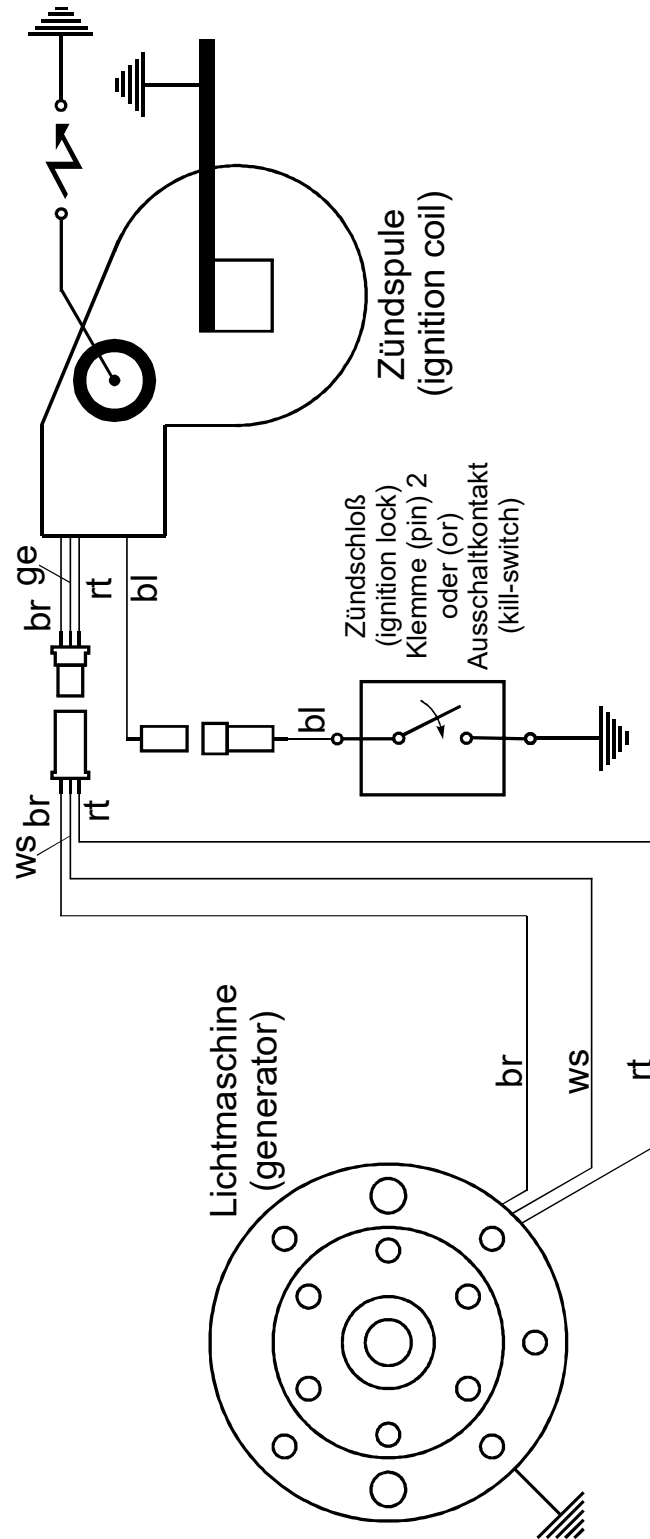 Zündspule
(ignition coil)
br
ge
rt
bl
Zündschloß
(ignition lock)
Klemme (pin) 2
oder (or)
Ausschaltkontakt
(kill-switch)
bl
ws
br
rt
Lichtmaschine
(generator)
br
ws
rt